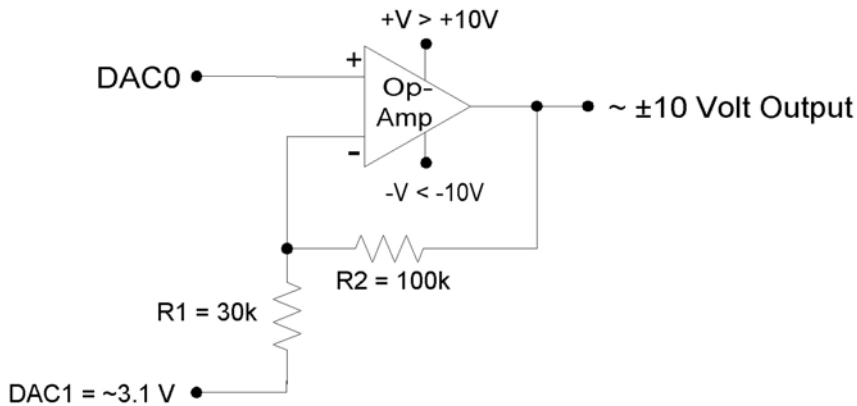 +V > +10V
DAC0
+
Op-
Amp
~ ±10 Volt Output
-
-V < -10V
R2 = 100k
R1 = 30k
DAC1 = ~3.1 V